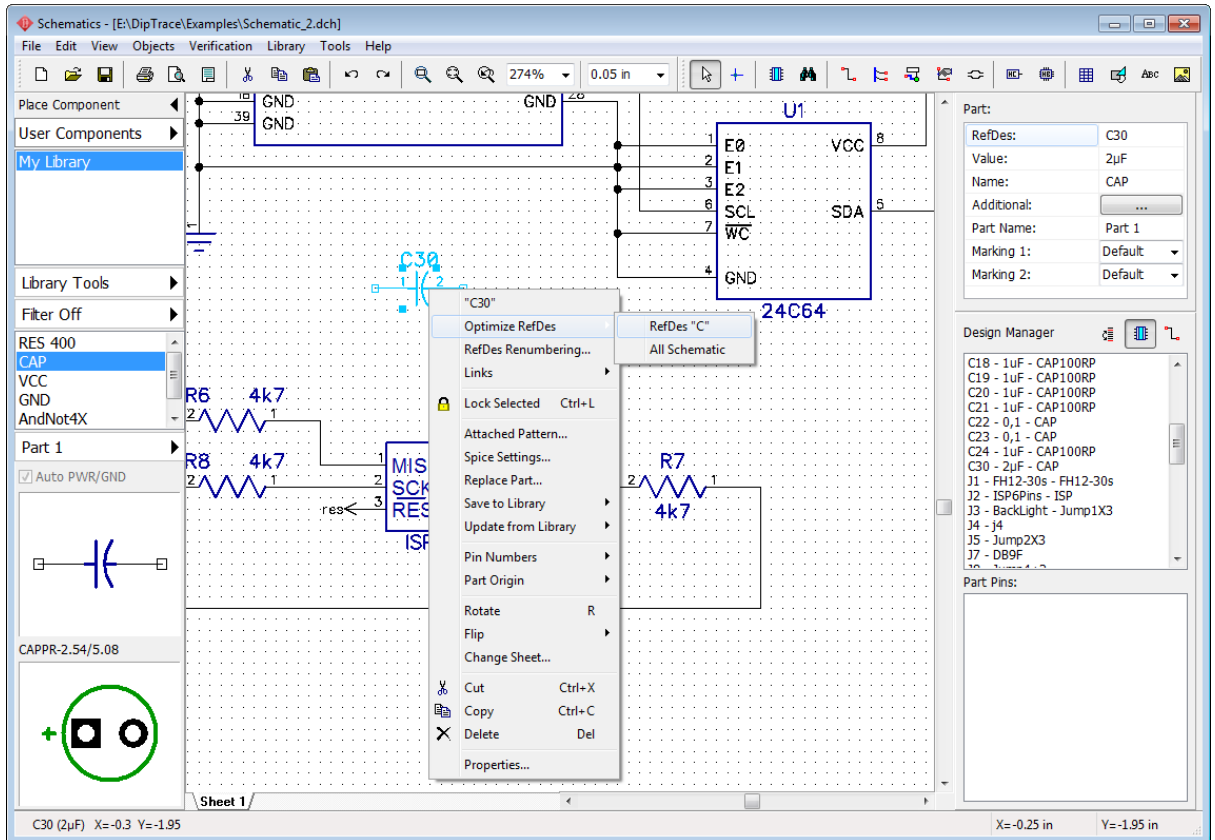 Schematics - [E:\DipTrace\Examples\Schematic_2.dch]
File Edit View Objects Verification Library Tools Help
274% 0.05 in ABC
Place Component
User Components
My Library
Library Tools
Filter Off
RES 400
CAP
VCC
GND
AndNot4X
Part 1
Auto PWR/GND
CAPPR-2.54/5.08
+
GND
39 GND
GND 28
U1
1 E0 VCC 8
2 E1
3 E2
6 SCL SDA 5
7 WC
4 GND
24C64
C30
1 2
R6 4k7
2 1
R8 4k7
2 1
1 MIS
2 SCK
res 3 RES
ISP
R7
2 1
4k7
"C30"
Optimize RefDes
RefDes Renumbering...
Links
Lock Selected Ctrl+L
Attached Pattern...
Spice Settings...
Replace Part...
Save to Library
Update from Library
Pin Numbers
Part Origin
Rotate R
Flip
Change Sheet...
Cut Ctrl+X
Copy Ctrl+C
Delete Del
Properties...
RefDes "C"
All Schematic
Sheet 1
Part:
RefDes: C30
Value: 2µF
Name: CAP
Additional: ...
Part Name: Part 1
Marking 1: Default
Marking 2: Default
Design Manager
C18 - 1uF - CAP100RP
C19 - 1uF - CAP100RP
C20 - 1uF - CAP100RP
C21 - 1uF - CAP100RP
C22 - 0,1 - CAP
C23 - 0,1 - CAP
C24 - 1uF - CAP100RP
C30 - 2µF - CAP
J1 - FH12-30s - FH12-30s
J2 - ISP6Pins - ISP
J3 - BackLight - Jump1X3
J4 - j4
J5 - Jump2X3
J7 - DB9F
Part Pins:
C30 (2µF) X=-0.3 Y=-1.95
X=-0.25 in Y=-1.95 in